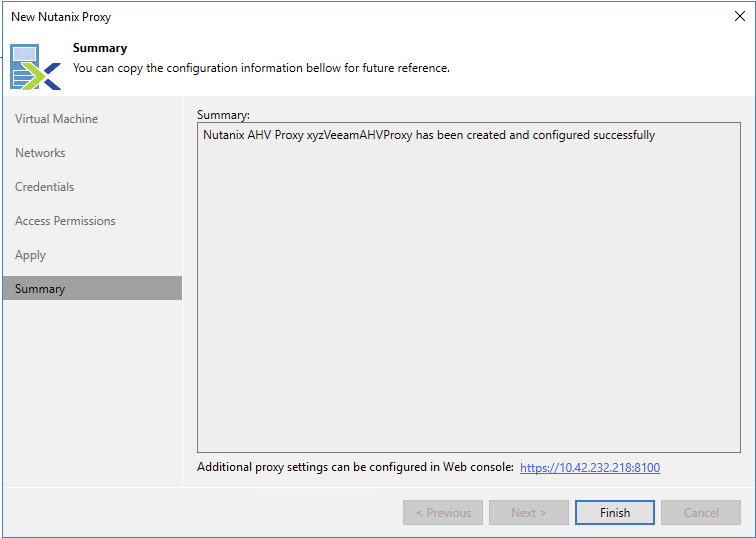 New Nutanix Proxy
Summary
You can copy the configuration information bellow for future reference.
Virtual Machine
Networks
Credentials
Access Permissions
Apply
Summary
Summary:
Nutanix AHV Proxy xyzVeeamAHVProxy has been created and configured successfully
Additional proxy settings can be configured in Web console: https://10.42.232.218:8100
< Previous
Next >
Finish
Cancel